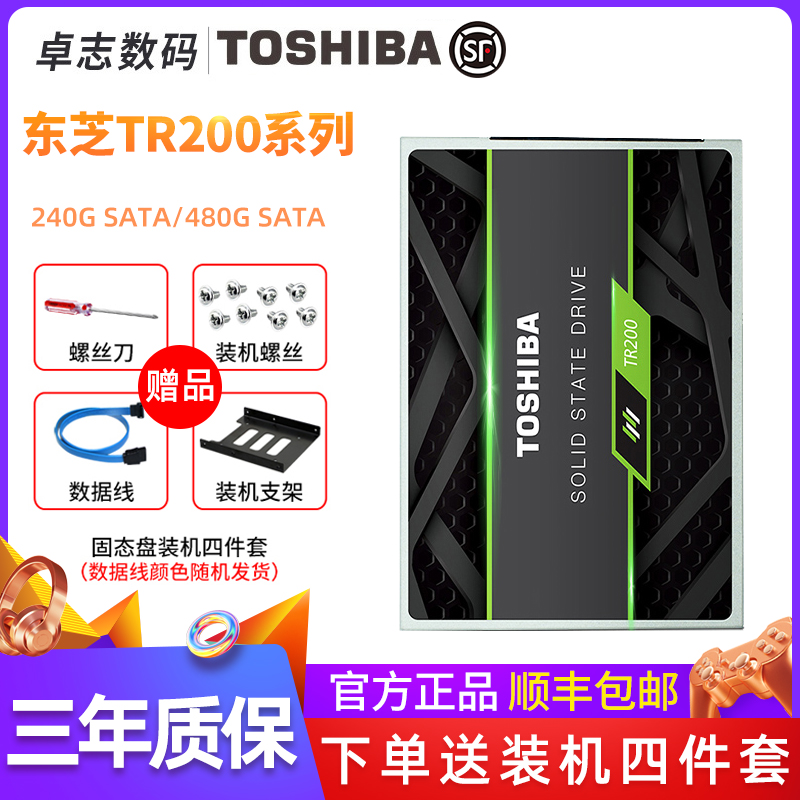 卓志数码 TOSHIBA SF
东芝TR200系列
240G SATA/480G SATA
螺丝刀 装机螺丝
赠品
数据线 装机支架
固态盘装机四件套
(数据线颜色随机发货)
TOSHIBA
SOLID STATE DRIVE
TR200
三年质保
官方正品 顺丰包邮
下单送装机四件套